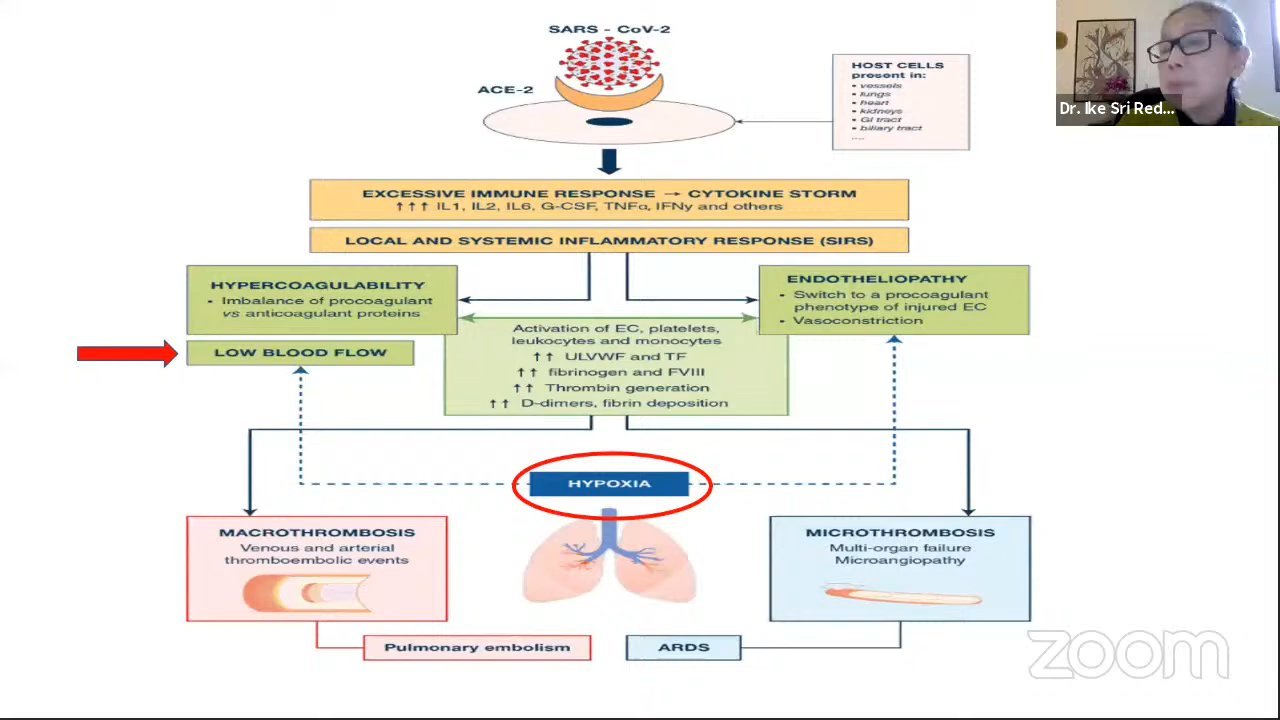 SARS - CoV-2
ACE-2
HOST CELLS
present in:
• vessels
• lungs
• heart
• kidneys
• GI tract
• biliary tract
....
Dr. Ike Sri Red...
EXCESSIVE IMMUNE RESPONSE → CYTOKINE STORM
↑↑↑ IL1, IL2, IL6, G-CSF, TNFα, IFNγ and others
LOCAL AND SYSTEMIC INFLAMMATORY RESPONSE (SIRS)
HYPERCOAGULABILITY
• Imbalance of procoagulant
vs anticoagulant proteins
ENDOTHELIOPATHY
• Switch to a procoagulant
phenotype of injured EC
• Vasoconstriction
LOW BLOOD FLOW
Activation of EC, platelets,
leukocytes and monocytes
↑↑ ULVWF and TF
↑↑ fibrinogen and FVIII
↑↑ Thrombin generation
↑↑ D-dimers, fibrin deposition
HYPOXIA
MACROTHROMBOSIS
Venous and arterial
thromboembolic events
MICROTHROMBOSIS
Multi-organ failure
Microangiopathy
Pulmonary embolism
ARDS
zoom